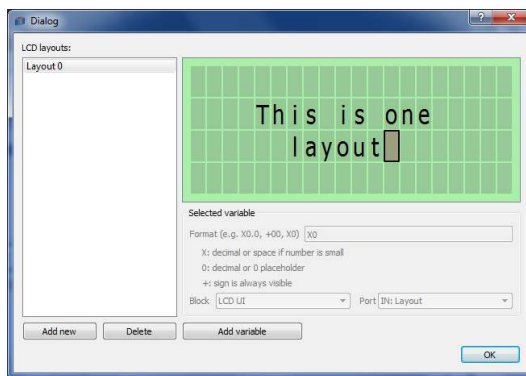 Dialog
LCD layouts:
Layout 0
This is one
layout
Selected variable
Format (e.g. X0.0, +00, X0) X0
X: decimal or space if number is small
0: decimal or 0 placeholder
+: sign is always visible
Block LCD UI Port IN: Layout
Add new Delete Add variable
OK